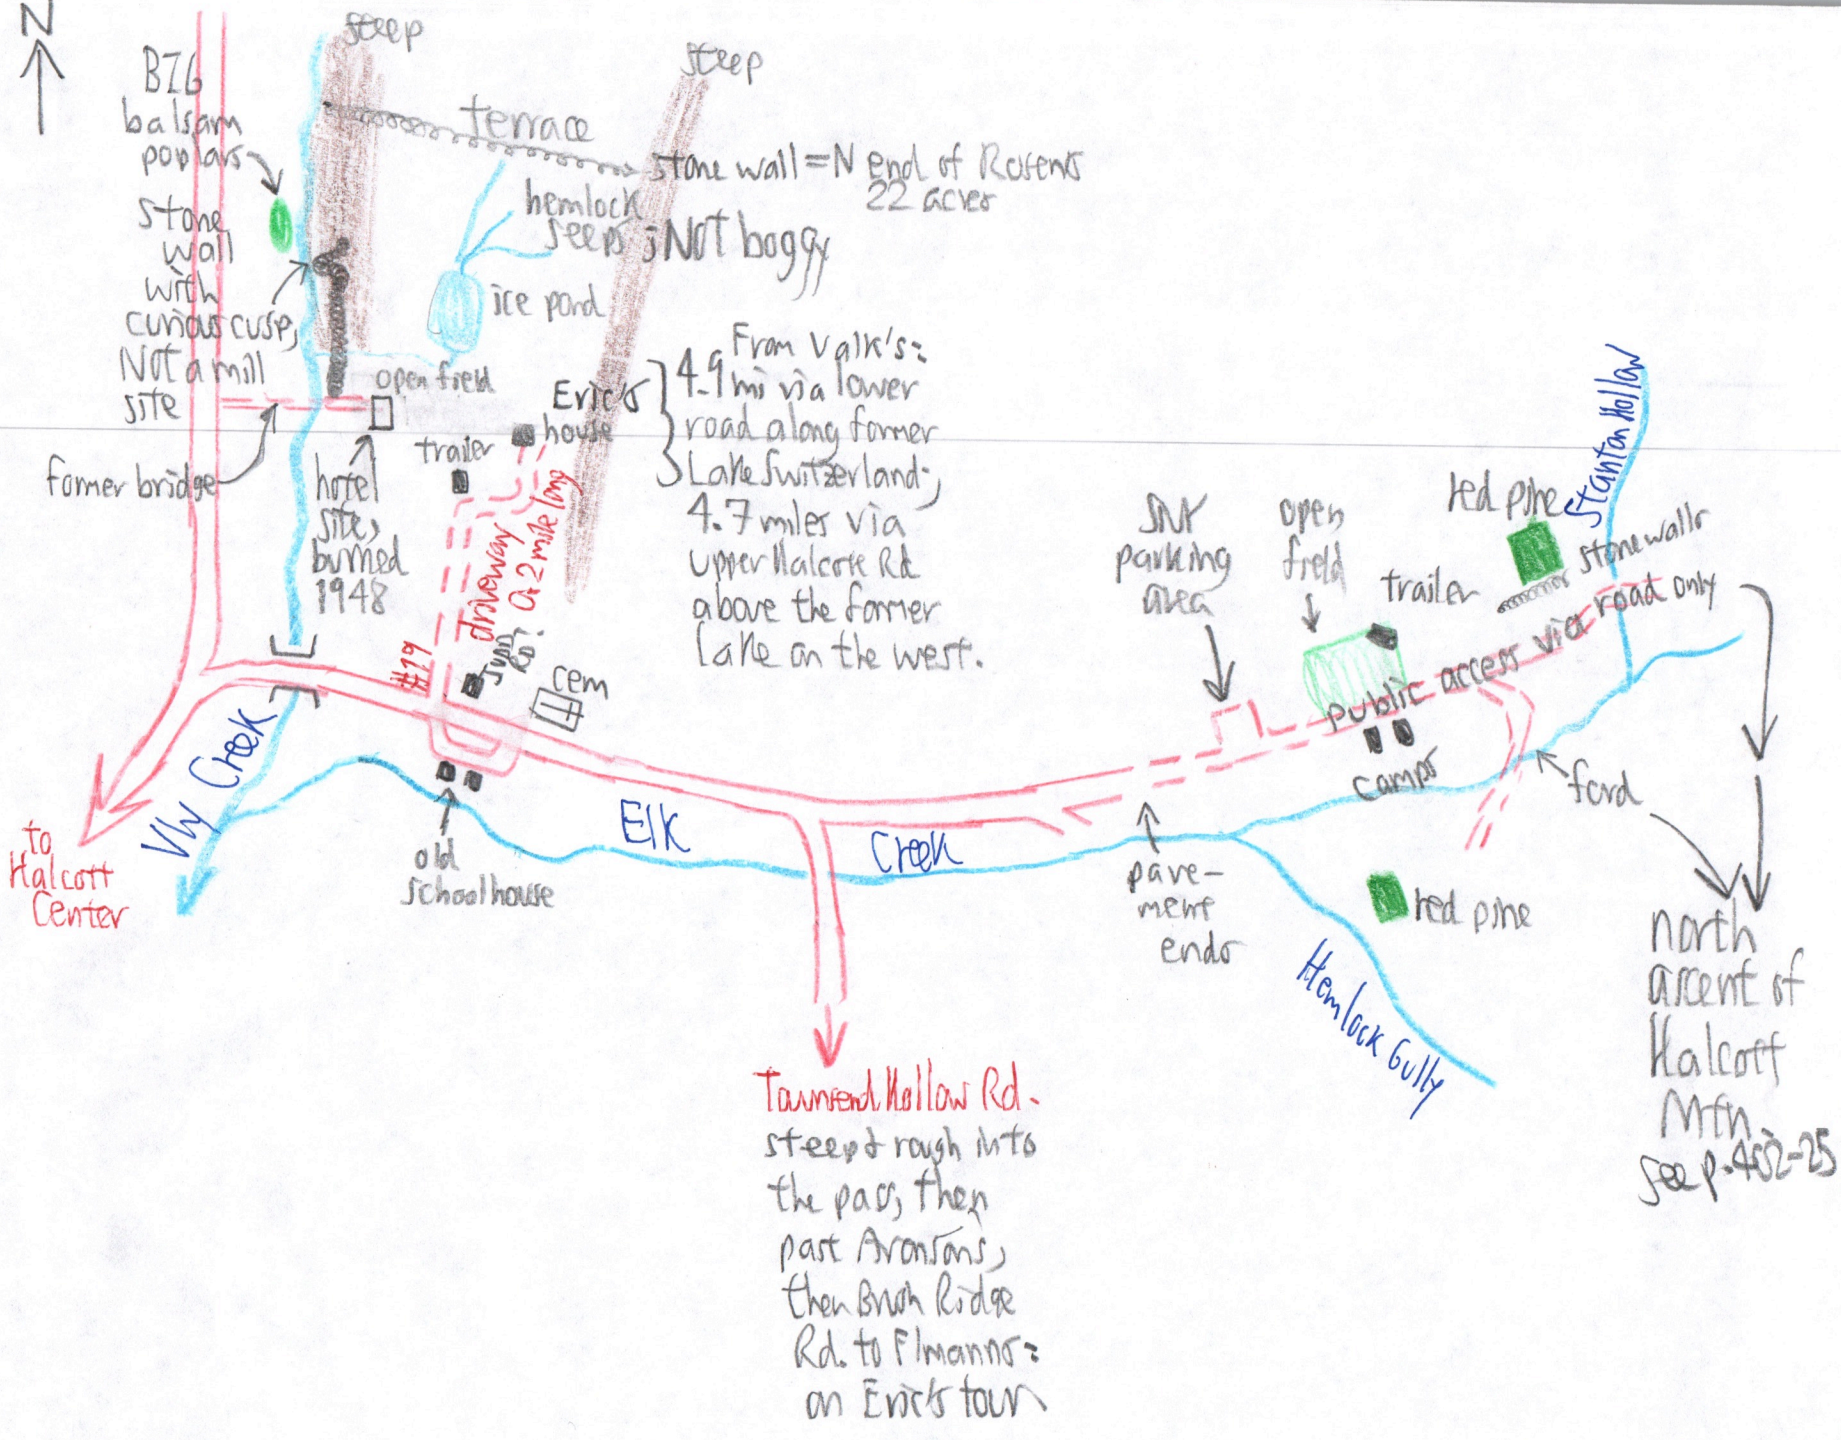 N
steep
steep
BIG
balsam
poplars
terrace
stone wall = N end of Rosen's
22 acres
hemlock
seeps; NOT boggy
stone
wall
with
curious cusp,
NOT a mill
site
ice pond
open field
Eric's
house
From Valk's:
4.9 mi via lower
road along former
Lake Switzerland;
4.7 miles via
upper Halcott Rd
above the former
lake on the west.
trailer
former bridge
hotel
site,
burned
1948
driveway
0.2 mile long
#19
Rd?
cem
Vly Creek
to
Halcott
Center
old
schoolhouse
Elk
Creek
parking
area
open
field
trailer
red pine
Stanton Hollow
stone walls
public access via road only
camps
ford
pave-
ment
ends
red pine
Hemlock Gully
north
ascent of
Halcott
Mtn
see p. 452-25
Townsend Hollow Rd.
steep & rough into
the pass, then
past Aronsons,
then Brush Ridge
Rd. to Elmanns:
on Eric's tour